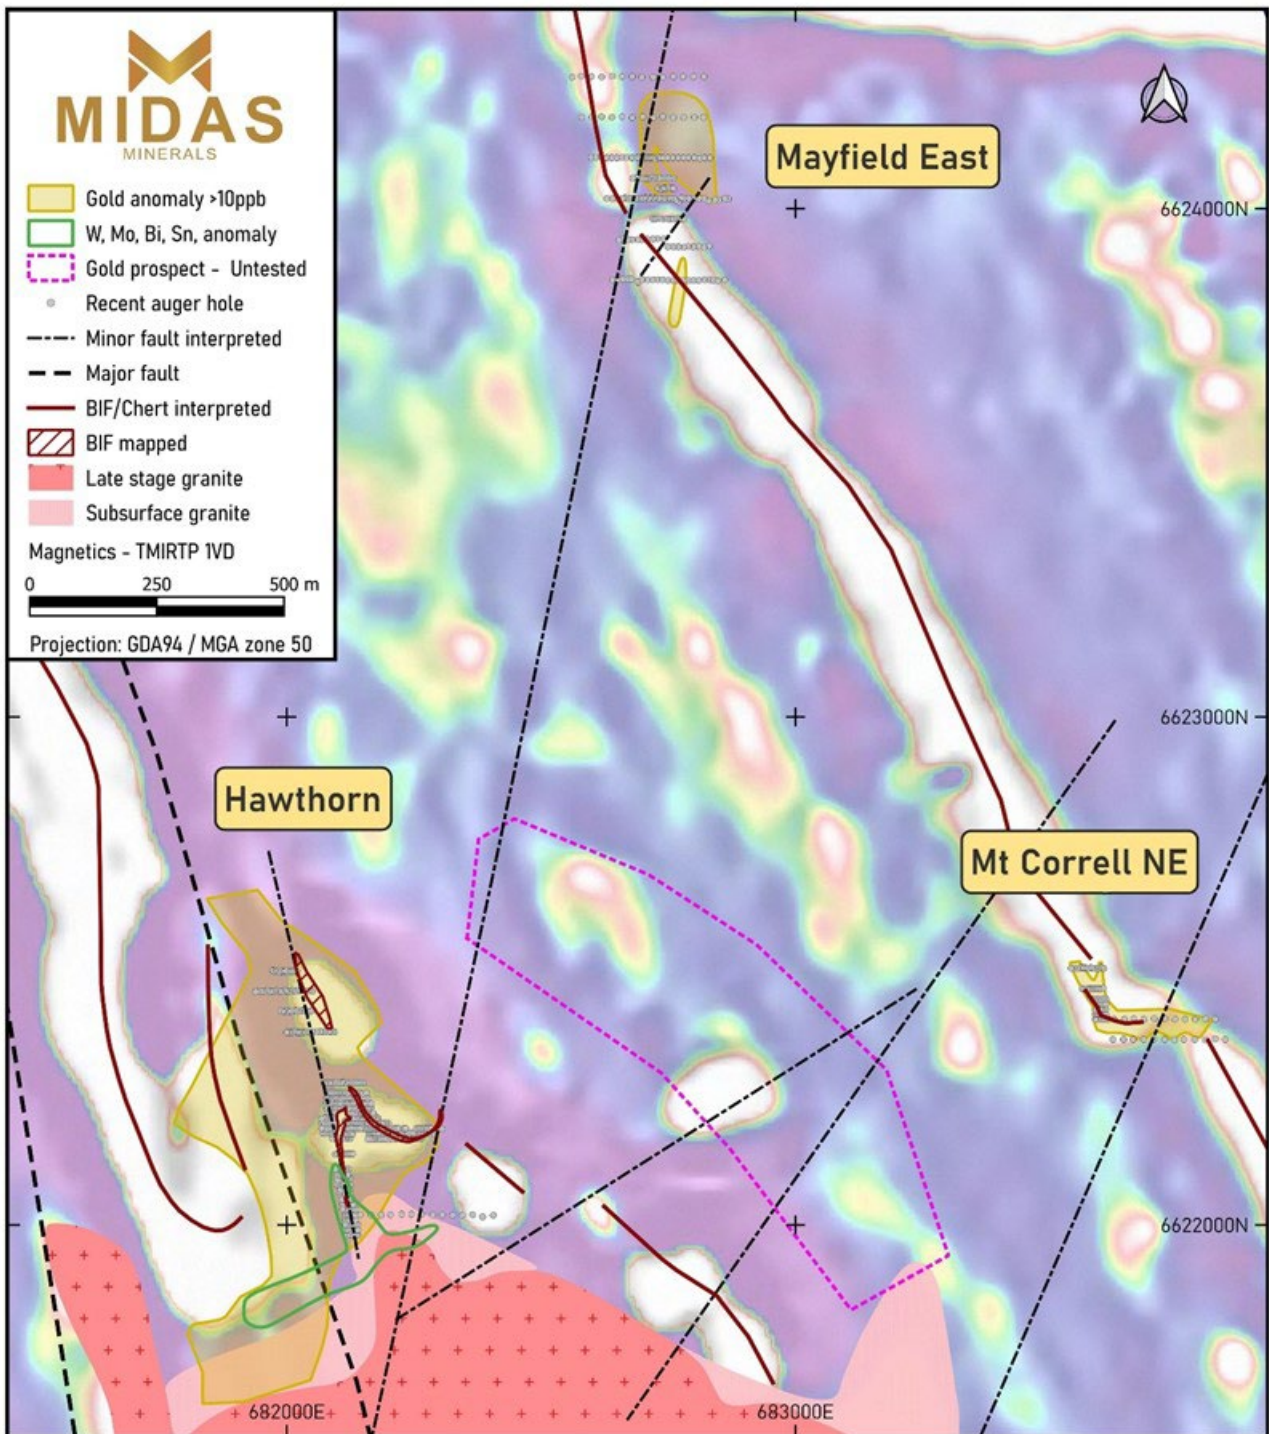 MIDAS
MINERALS
Gold anomaly >10ppb
W, Mo, Bi, Sn, anomaly
Gold prospect - Untested
Recent auger hole
Minor fault interpreted
Major fault
BIF/Chert interpreted
BIF mapped
Late stage granite
Subsurface granite
Magnetics - TMIRTP 1VD
0 250 500 m
Projection: GDA94 / MGA zone 50
Mayfield East
6624000N
6623000N
Hawthorn
Mt Correll NE
6622000N
682000E
683000E